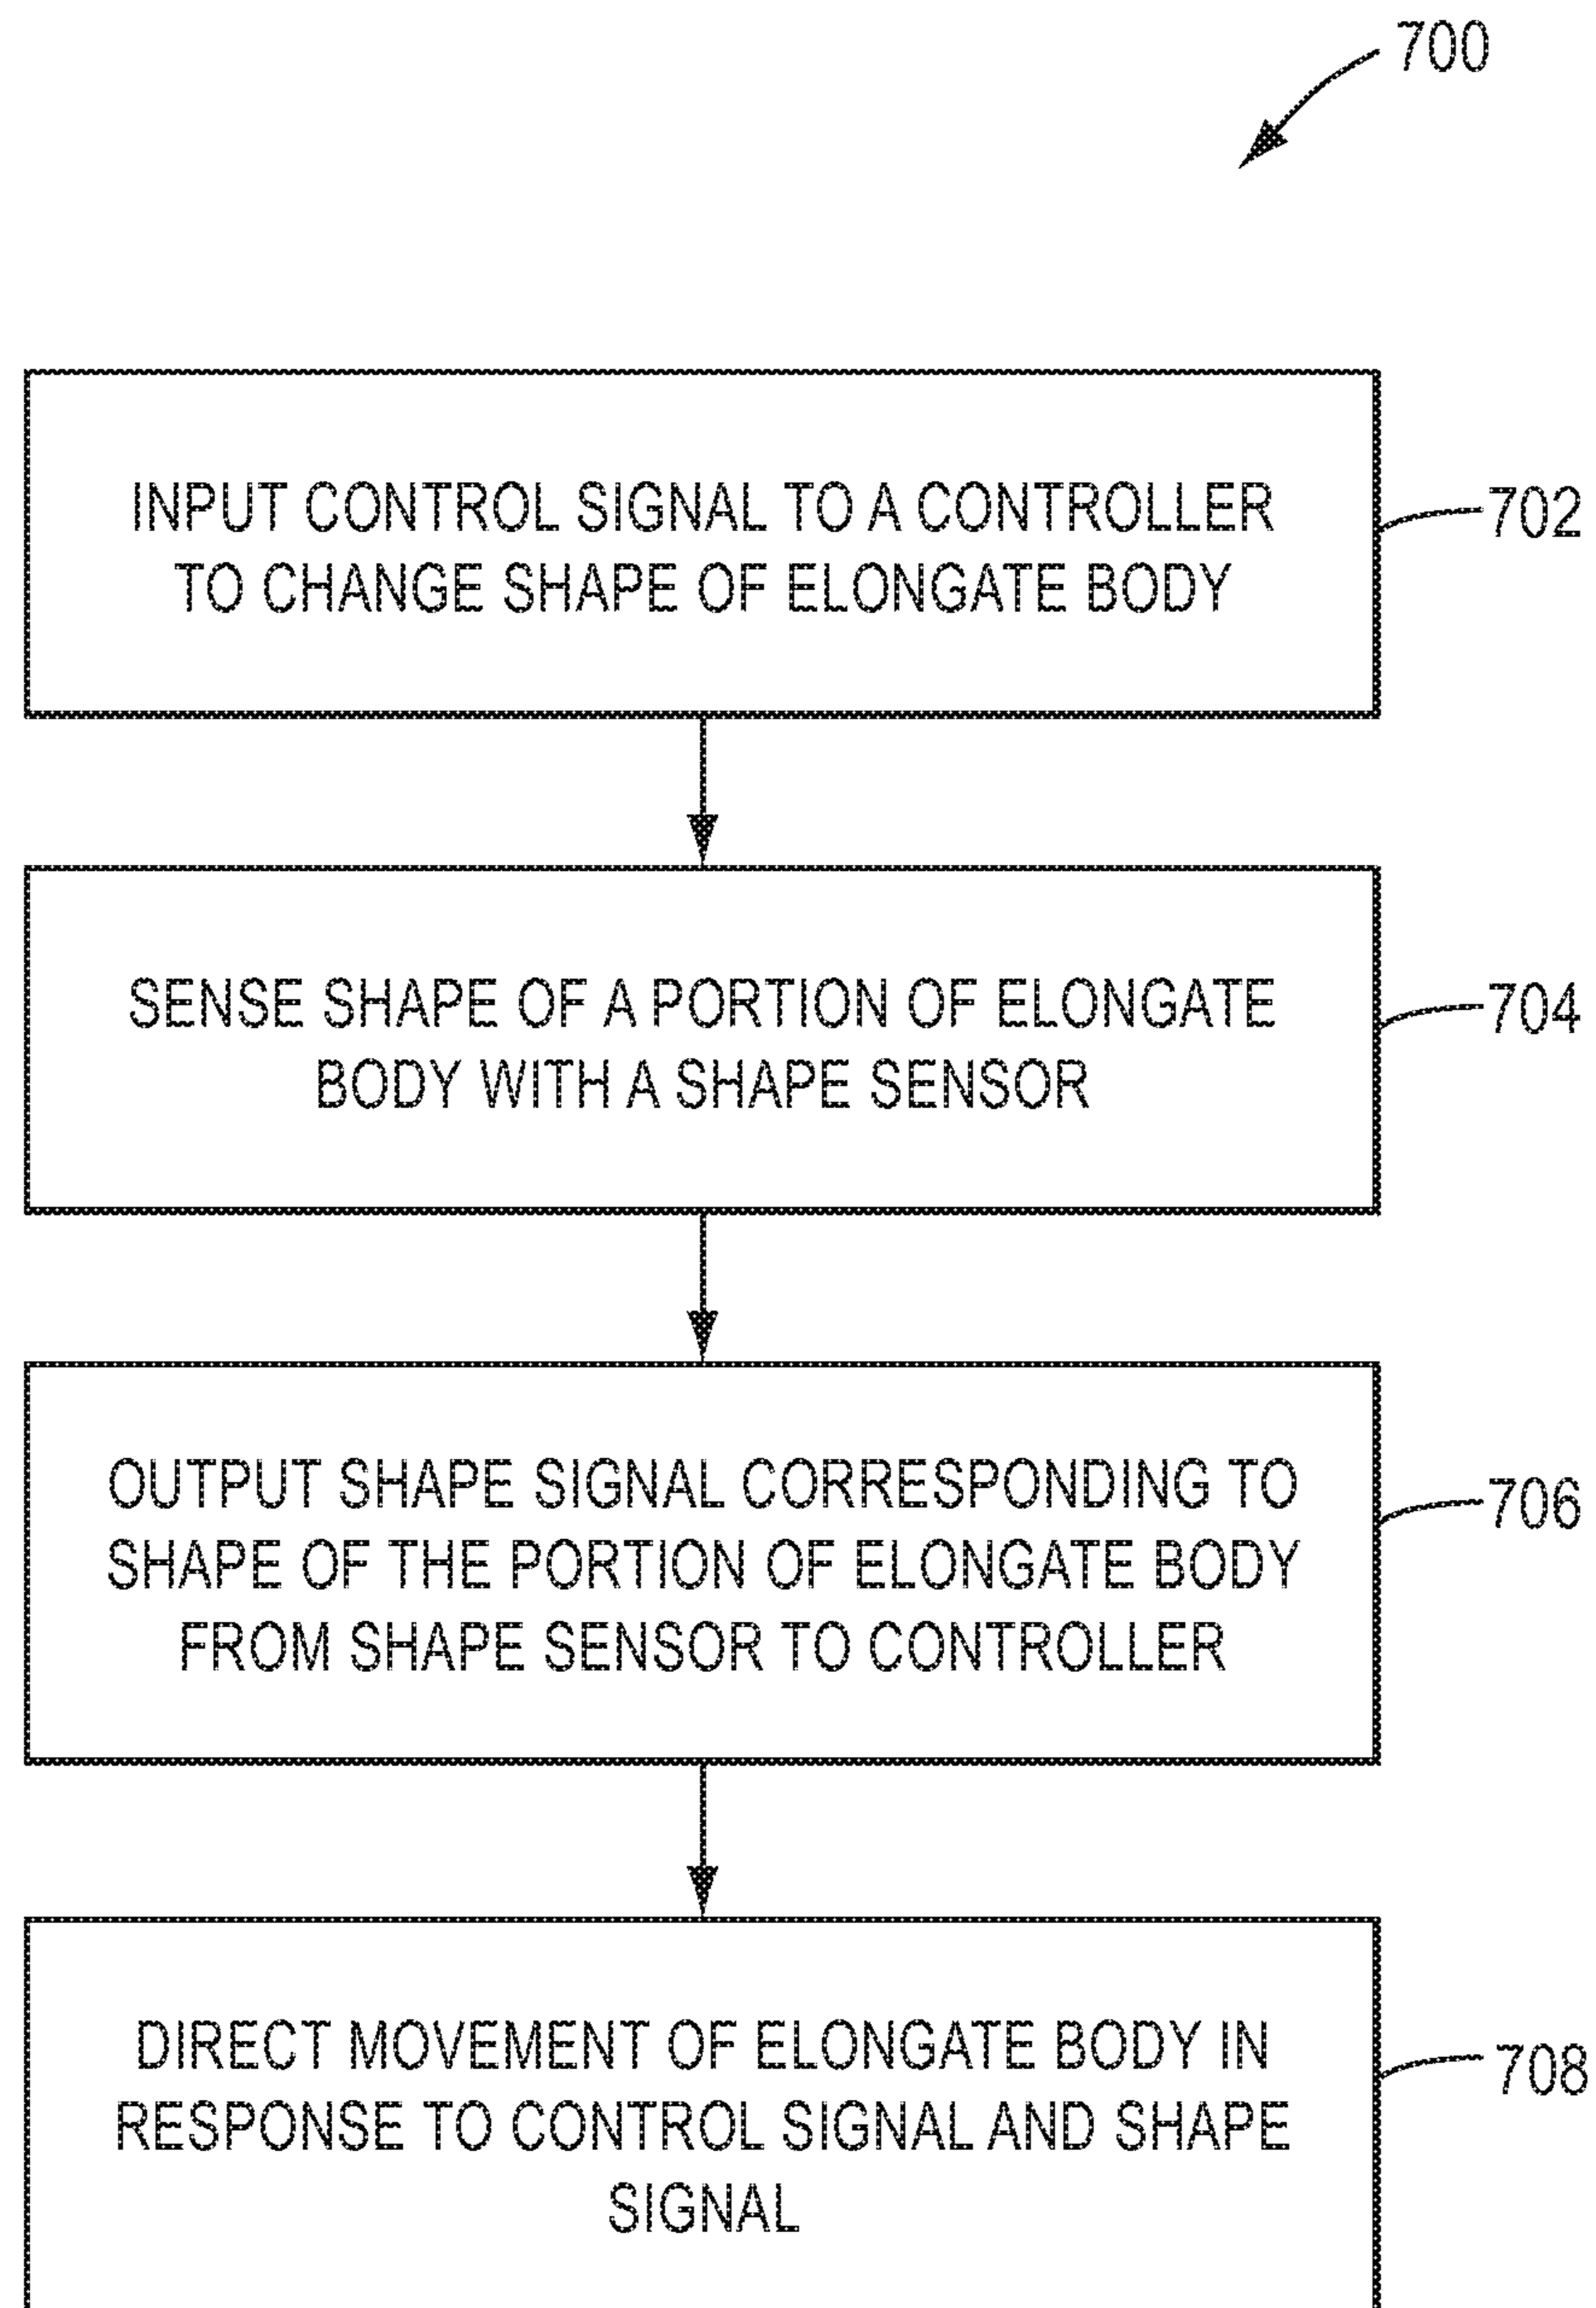 700
INPUT CONTROL SIGNAL TO A CONTROLLER
TO CHANGE SHAPE OF ELONGATE BODY
702
SENSE SHAPE OF A PORTION OF ELONGATE
BODY WITH A SHAPE SENSOR
704
OUTPUT SHAPE SIGNAL CORRESPONDING TO
SHAPE OF THE PORTION OF ELONGATE BODY
FROM SHAPE SENSOR TO CONTROLLER
706
DIRECT MOVEMENT OF ELONGATE BODY IN
RESPONSE TO CONTROL SIGNAL AND SHAPE
SIGNAL
708